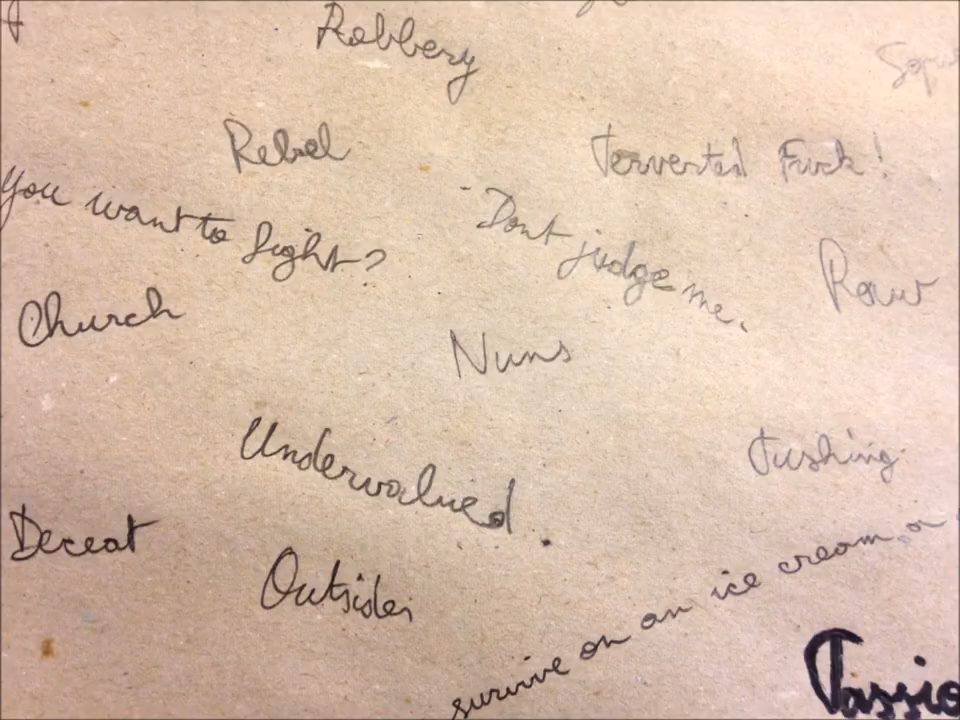 Robbery
Rebel
Perverted Fuck!
You want to fight?
Dont judge me.
Raw
Church
Nuns
Undervalued.
Pushing
Deceat
Outsider
survive on an ice cream or
Passio